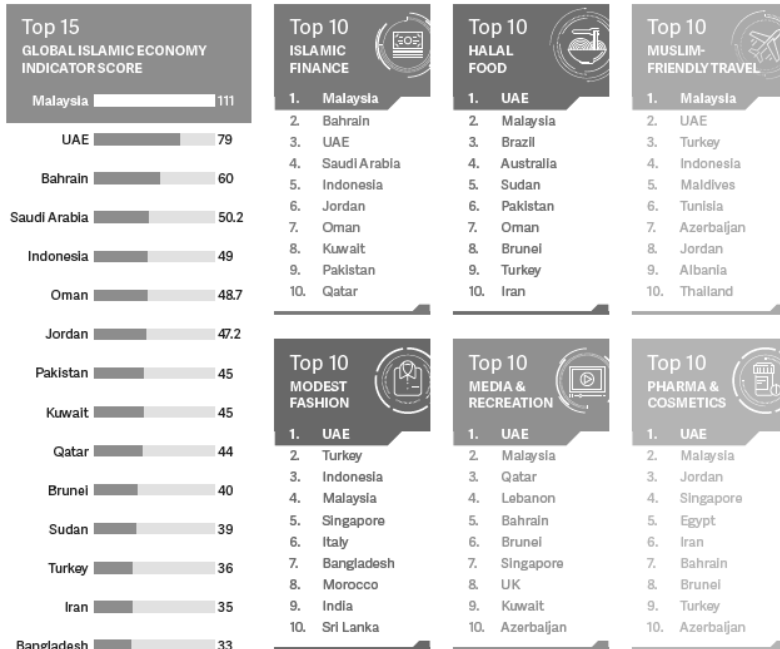 Top 15
GLOBAL ISLAMIC ECONOMY
INDICATOR SCORE
Malaysia 111
UAE 79
Bahrain 60
Saudi Arabia 50.2
Indonesia 49
Oman 48.7
Jordan 47.2
Pakistan 45
Kuwait 45
Qatar 44
Brunei 40
Sudan 39
Turkey 36
Iran 35
Bangladesh 33
Top 10
ISLAMIC
FINANCE
1. Malaysia
2. Bahrain
3. UAE
4. Saudi Arabia
5. Indonesia
6. Jordan
7. Oman
8. Kuwait
9. Pakistan
10. Qatar
Top 10
HALAL
FOOD
1. UAE
2. Malaysia
3. Brazil
4. Australia
5. Sudan
6. Pakistan
7. Oman
8. Brunei
9. Turkey
10. Iran
Top 10
MUSLIM-
FRIENDLY TRAVEL
1. Malaysia
2. UAE
3. Turkey
4. Indonesia
5. Maldives
6. Tunisia
7. Azerbaijan
8. Jordan
9. Albania
10. Thailand
Top 10
MODEST
FASHION
1. UAE
2. Turkey
3. Indonesia
4. Malaysia
5. Singapore
6. Italy
7. Bangladesh
8. Morocco
9. India
10. Sri Lanka
Top 10
MEDIA &
RECREATION
1. UAE
2. Malaysia
3. Qatar
4. Lebanon
5. Bahrain
6. Brunei
7. Singapore
8. UK
9. Kuwait
10. Azerbaijan
Top 10
PHARMA &
COSMETICS
1. UAE
2. Malaysia
3. Jordan
4. Singapore
5. Egypt
6. Iran
7. Bahrain
8. Brunei
9. Turkey
10. Azerbaijan